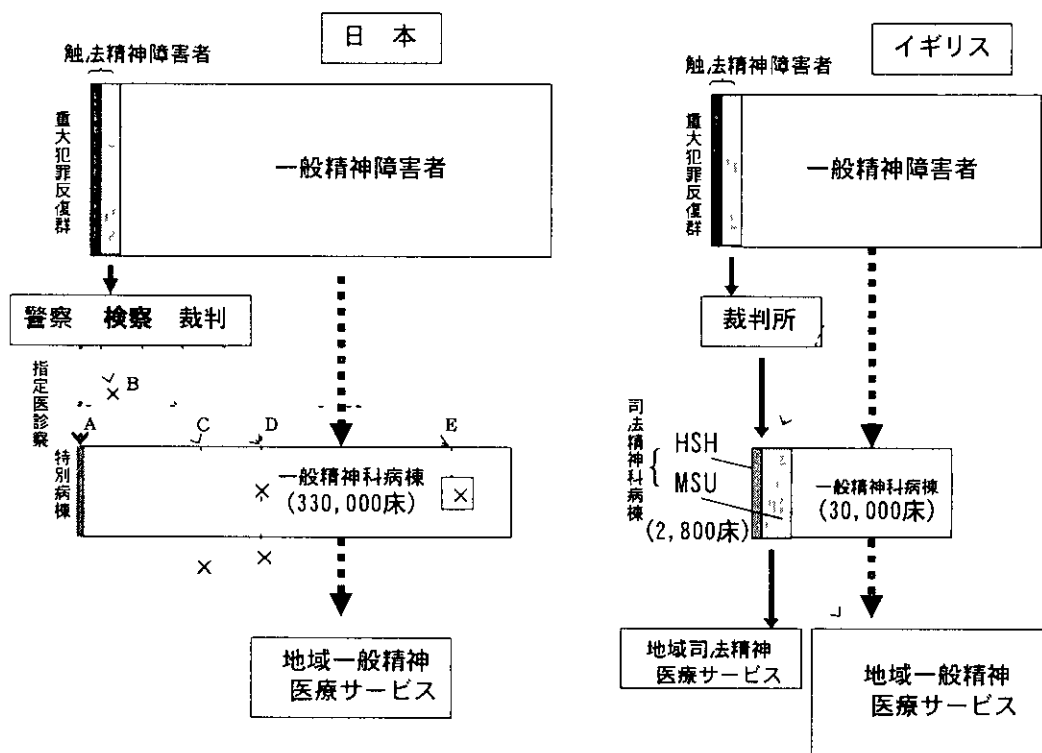 日 本
触法精神障害者
重大犯罪反復群
一般精神障害者
警察 検察 裁判
指定医診察
B
A
C
D
E
特別病棟
一般精神科病棟
(330,000床)
地域一般精神
医療サービス
イギリス
触法精神障害者
重大犯罪反復群
一般精神障害者
裁判所
司法精神科病棟
HSH
MSU
(2,800床)
一般精神科病棟
(30,000床)
地域司法精神
医療サービス
地域一般精神
医療サービス